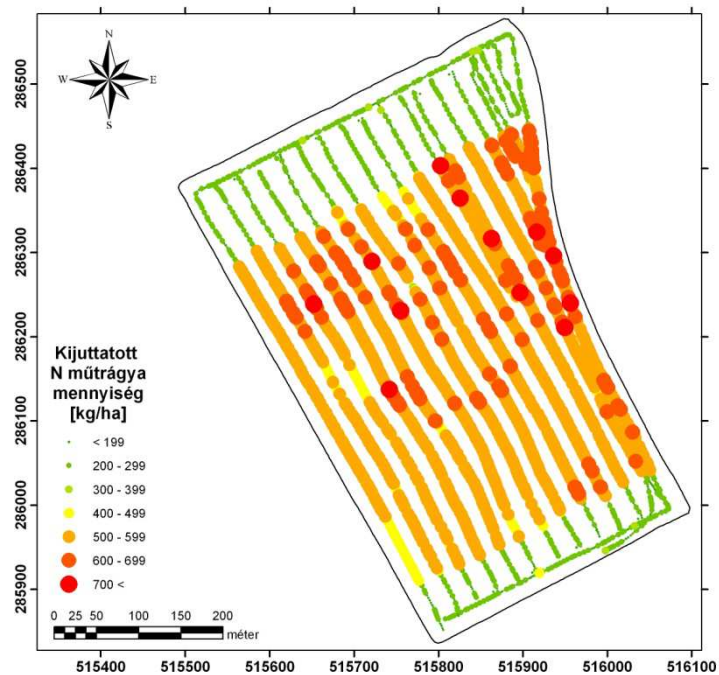 N
W E
S
286500
286400
286300
286200
286100
286000
285900
Kijuttatott
N műtrágya
mennyiség
[kg/ha]
< 199
200 - 299
300 - 399
400 - 499
500 - 599
600 - 699
700 <
0 25 50 100 150 200
méter
515400 515500 515600 515700 515800 515900 516000 516100